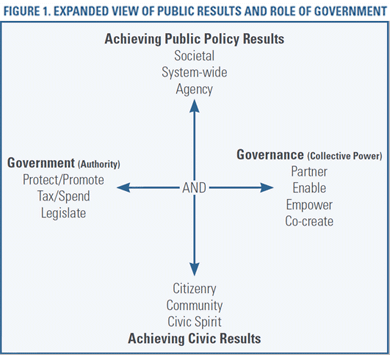 FIGURE 1. EXPANDED VIEW OF PUBLIC RESULTS AND ROLE OF GOVERNMENT
Achieving Public Policy Results
Societal
System-wide
Agency
Government (Authority)
Protect/Promote
Tax/Spend
Legislate
AND
Governance (Collective Power)
Partner
Enable
Empower
Co-create
Citizenry
Community
Civic Spirit
Achieving Civic Results